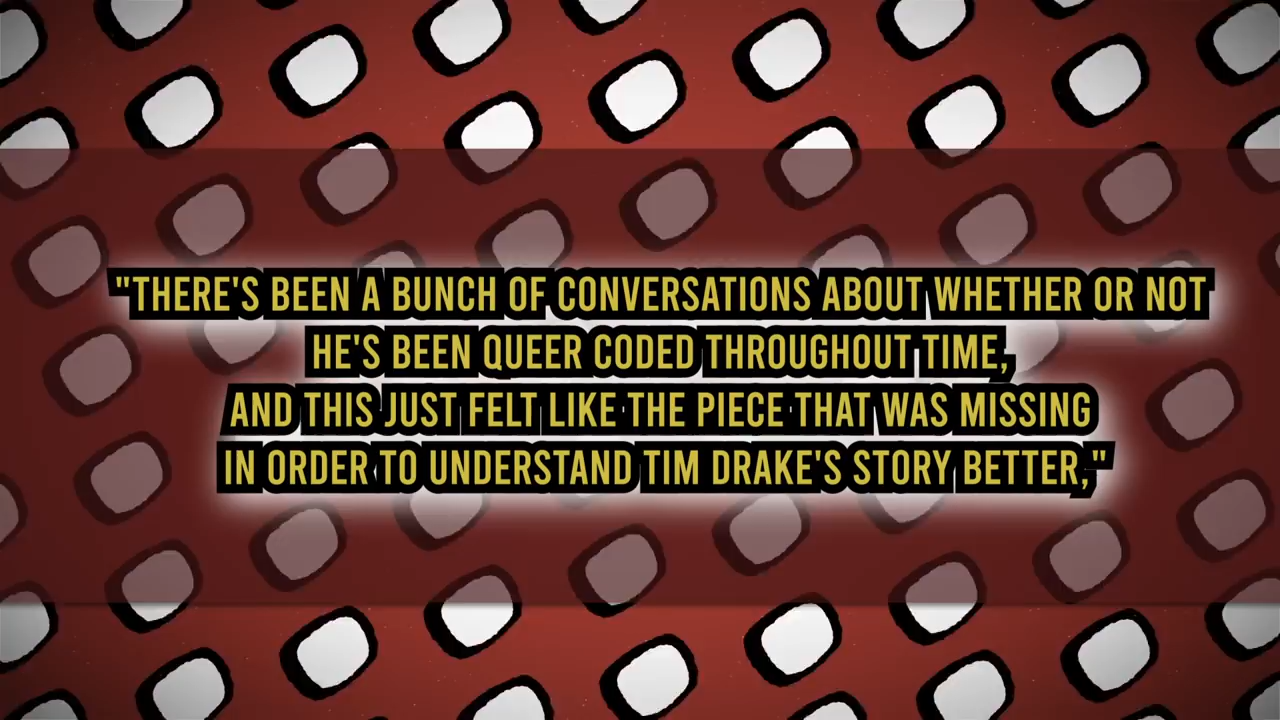 "THERE'S BEEN A BUNCH OF CONVERSATIONS ABOUT WHETHER OR NOT
HE'S BEEN QUEER CODED THROUGHOUT TIME,
AND THIS JUST FELT LIKE THE PIECE THAT WAS MISSING
IN ORDER TO UNDERSTAND TIM DRAKE'S STORY BETTER,"